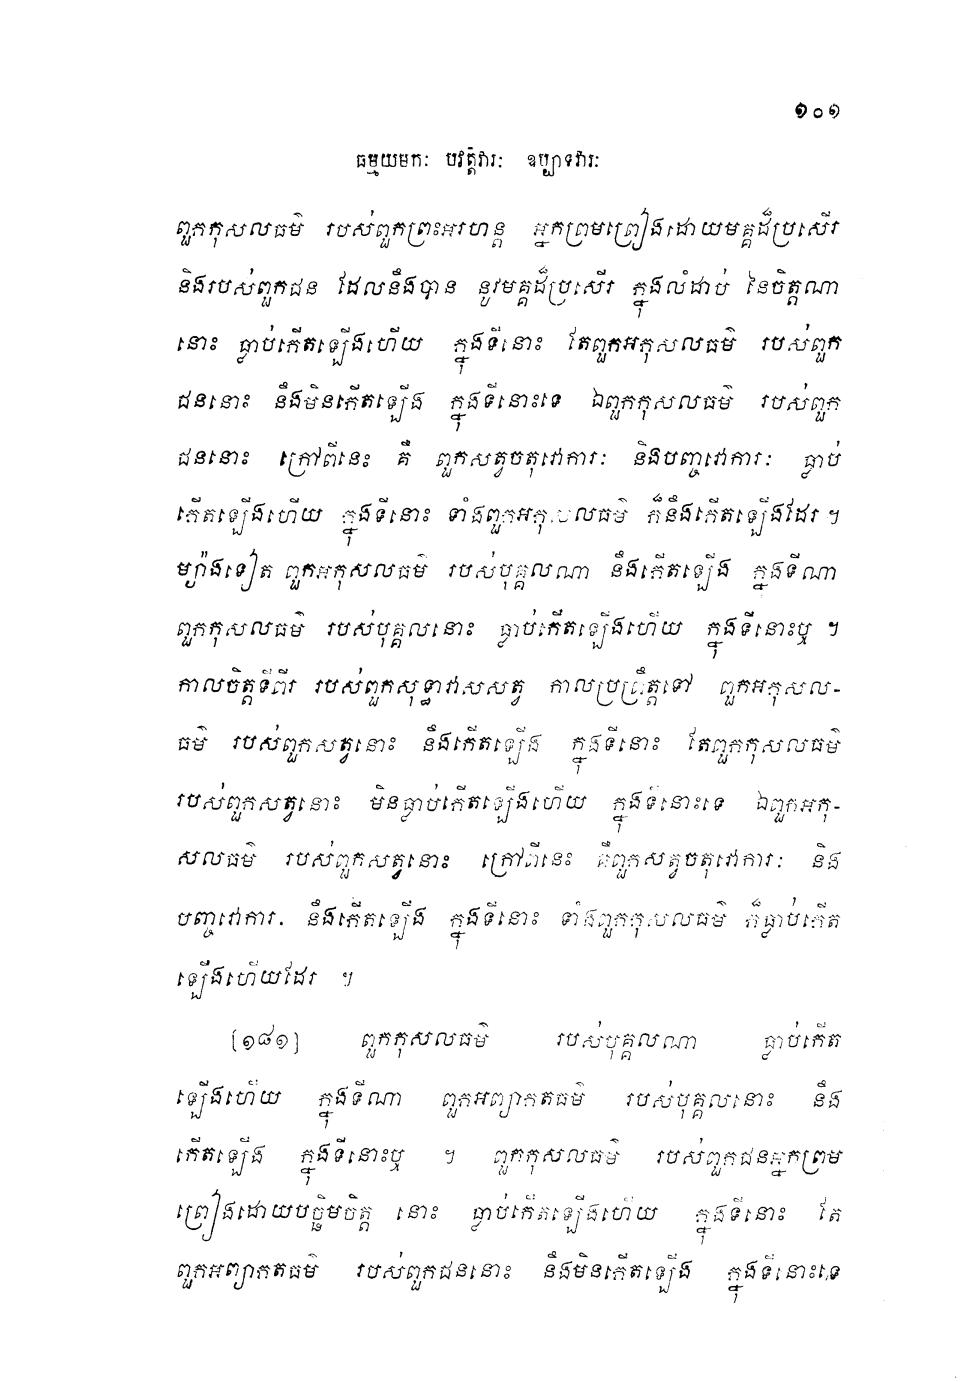 ១០១
ធម្មយមកៈ បវត្តិវារៈ ឧប្បាទវារៈ
ពួកកុសលធម៌ របស់ពួកព្រះអរហន្ត អ្នកព្រមព្រៀងដោយមគ្គដ៏ប្រសើរ
និងរបស់ពួកជន ដែលនឹងបាន នូវមគ្គដ៏ប្រសើរ ក្នុងលំដាប់ នៃចិត្តណា
នោះ ធ្លាប់កើតឡើងហើយ ក្នុងទីនោះ តែពួកអកុសលធម៌ របស់ពួក
ជននោះ នឹងមិនកើតឡើង ក្នុងទីនោះទេ ឯពួកកុសលធម៌ របស់ពួក
ជននោះ ក្រៅពីនេះ គឺ ពួកសត្វចតុវោការៈ និងបញ្ចវោការៈ ធ្លាប់
កើតឡើងហើយ ក្នុងទីនោះ ទាំងពួកអកុសលធម៌ ក៏នឹងកើតឡើងដែរ ។
ម្យ៉ាងទៀត ពួកអកុសលធម៌ របស់បុគ្គលណា នឹងកើតឡើង ក្នុងទីណា
ពួកកុសលធម៌ របស់បុគ្គលនោះ ធ្លាប់កើតឡើងហើយ ក្នុងទីនោះឬ ។
កាលចិត្តទីពីរ របស់ពួកសុទ្ធាវាសសត្វ កាលប្រព្រឹត្តទៅ ពួកអកុសល-
ធម៌ របស់ពួកសត្វនោះ នឹងកើតឡើង ក្នុងទីនោះ តែពួកកុសលធម៌
របស់ពួកសត្វនោះ មិនធ្លាប់កើតឡើងហើយ ក្នុងទីនោះទេ ឯពួកអកុ-
សលធម៌ របស់ពួកសត្វនោះ ក្រៅពីនេះ គឺពួកសត្វចតុវោការៈ និង
បញ្ចវោការៈ នឹងកើតឡើង ក្នុងទីនោះ ទាំងពួកកុសលធម៌ ក៏ធ្លាប់កើត
ឡើងហើយដែរ ។
[១៨១] ពួកកុសលធម៌ របស់បុគ្គលណា ធ្លាប់កើត
ឡើងហើយ ក្នុងទីណា ពួកអព្យាកតធម៌ របស់បុគ្គលនោះ នឹង
កើតឡើង ក្នុងទីនោះឬ ។ ពួកកុសលធម៌ របស់ពួកជនអ្នកព្រម
ព្រៀងដោយបច្ឆិមចិត្ត នោះ ធ្លាប់កើតឡើងហើយ ក្នុងទីនោះ តែ
ពួកអព្យាកតធម៌ របស់ពួកជននោះ នឹងមិនកើតឡើង ក្នុងទីនោះទេ